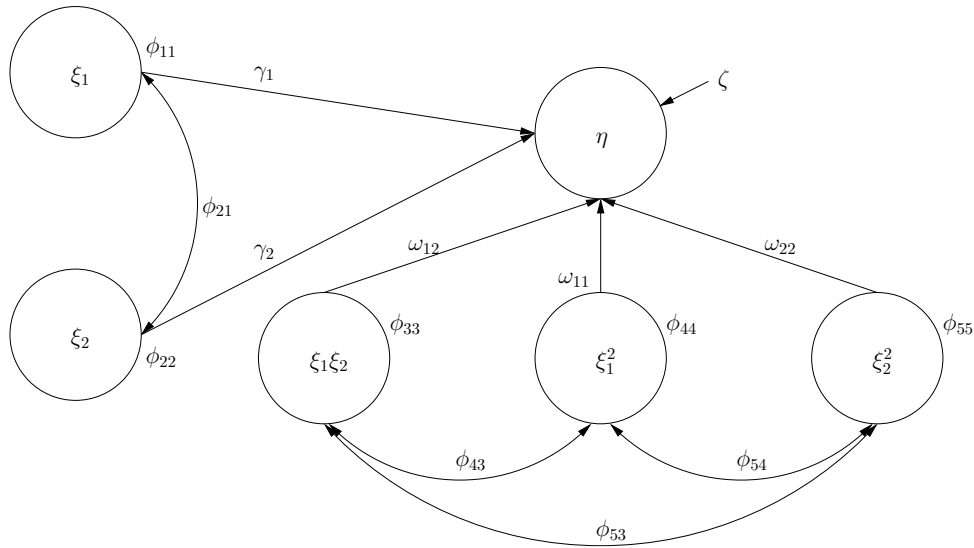 ϕ₁₁
ξ₁
γ₁
ζ
η
ϕ₂₁
γ₂
ω₁₂
ω₂₂
ω₁₁
ϕ₃₃
ϕ₄₄
ϕ₅₅
ξ₂
ϕ₂₂
ξ₁ξ₂
ξ₁²
ξ₂²
ϕ₄₃
ϕ₅₄
ϕ₅₃